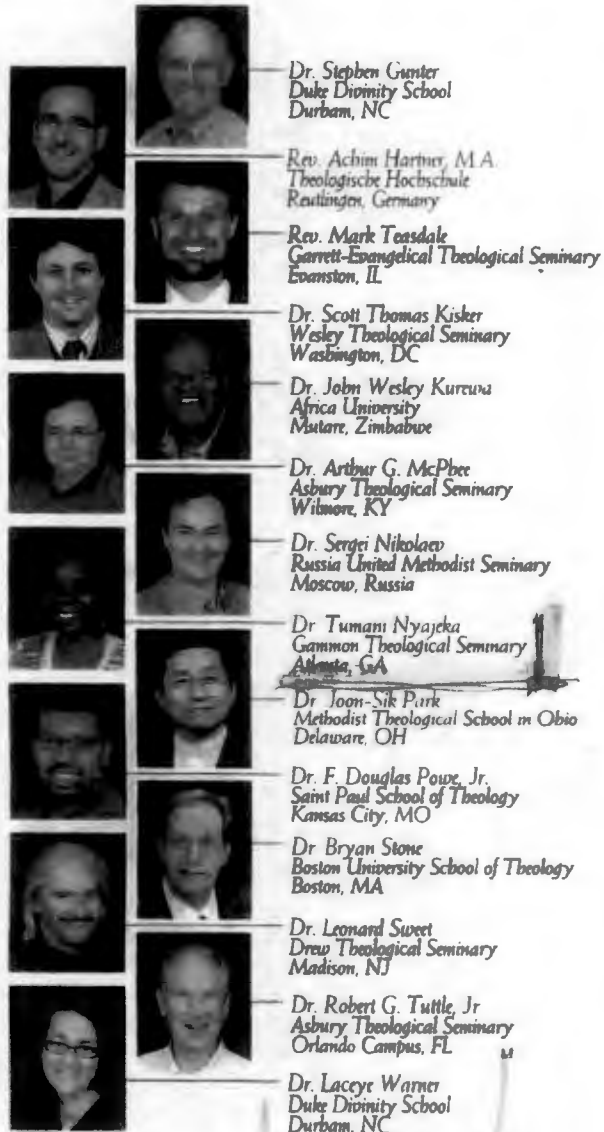 Dr. Stephen Gunter
Duke Divinity School
Durham, NC
Rev. Achim Hartner, M.A.
Theologische Hochschule
Reutlingen, Germany
Rev. Mark Teasdale
Garrett-Evangelical Theological Seminary
Evanston, IL
Dr. Scott Thomas Kisker
Wesley Theological Seminary
Washington, DC
Dr. John Wesley Kurewa
Africa University
Mutare, Zimbabwe
Dr. Arthur G. McPhee
Asbury Theological Seminary
Wilmore, KY
Dr. Sergei Nikolaev
Russia United Methodist Seminary
Moscow, Russia
Dr Tumani Nyajeka
Gammon Theological Seminary
Atlanta, GA
Dr Joon-Sik Park
Methodist Theological School in Ohio
Delaware, OH
Dr. F. Douglas Powe, Jr.
Saint Paul School of Theology
Kansas City, MO
Dr Bryan Stone
Boston University School of Theology
Boston, MA
Dr. Leonard Sweet
Drew Theological Seminary
Madison, NJ
Dr. Robert G. Tuttle, Jr
Asbury Theological Seminary
Orlando Campus, FL
Dr. Laceye Warner
Duke Divinity School
Durham, NC